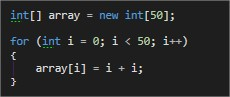 int[] array = new int[50];
for (int i = 0; i < 50; i++)
{
array[i] = i + i;
}